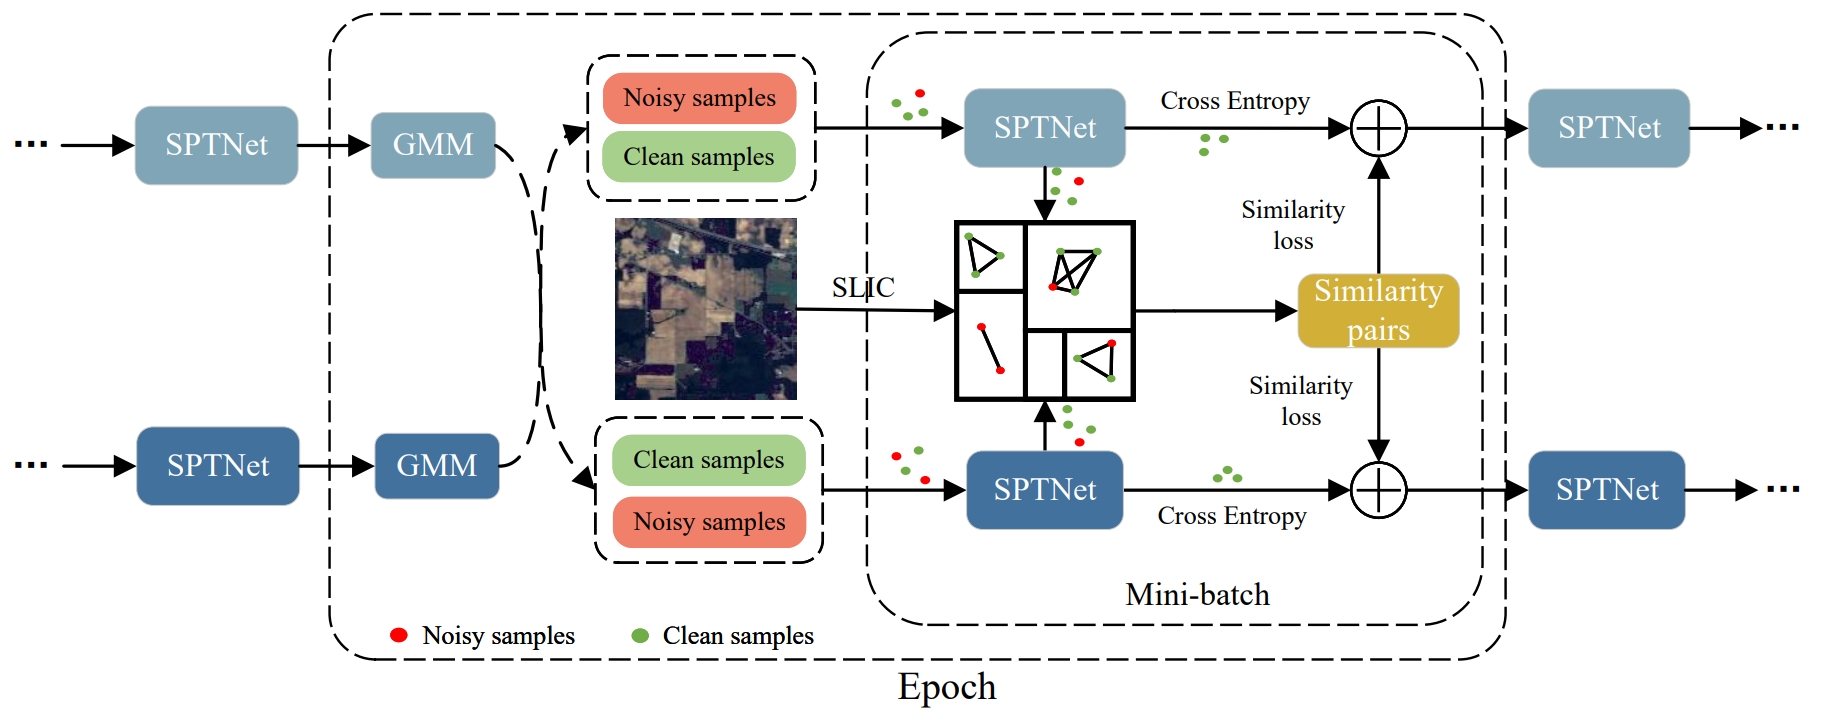 Noisy samples
Clean samples
... SPTNet GMM
SPTNet Cross Entropy SPTNet ...
Similarity
loss
SLIC
Similarity
pairs
Similarity
loss
Clean samples
Noisy samples
... SPTNet GMM
SPTNet Cross Entropy SPTNet ...
Mini-batch
Noisy samples Clean samples
Epoch